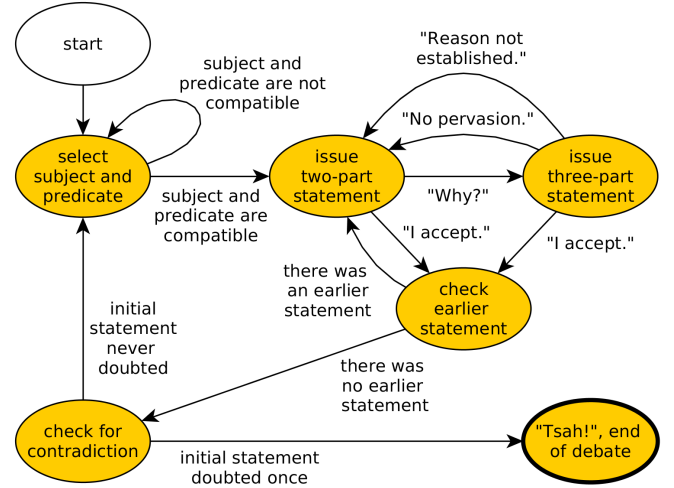 start
subject and
predicate are not
compatible
"Reason not
established."
"No pervasion."
select
subject and
predicate
issue
two-part
statement
issue
three-part
statement
subject and
predicate are
compatible
"Why?"
"I accept."
"I accept."
there was
an earlier
statement
check
earlier
statement
initial
statement
never
doubted
there was
no earlier
statement
check for
contradiction
initial statement
doubted once
"Tsah!", end
of debate